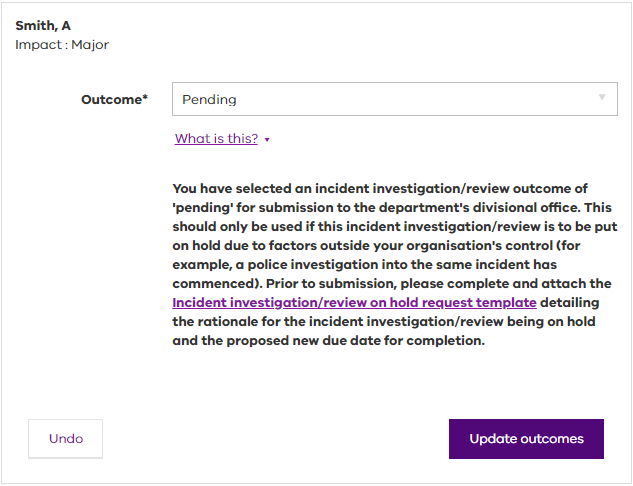 Smith, A
Impact : Major
Outcome*
Pending
What is this?
You have selected an incident investigation/review outcome of
'pending' for submission to the department's divisional office. This
should only be used if this incident investigation/review is to be put
on hold due to factors outside your organisation's control (for
example, a police investigation into the same incident has
commenced). Prior to submission, please complete and attach the
Incident investigation/review on hold request template detailing
the rationale for the incident investigation/review being on hold
and the proposed new due date for completion.
Undo
Update outcomes